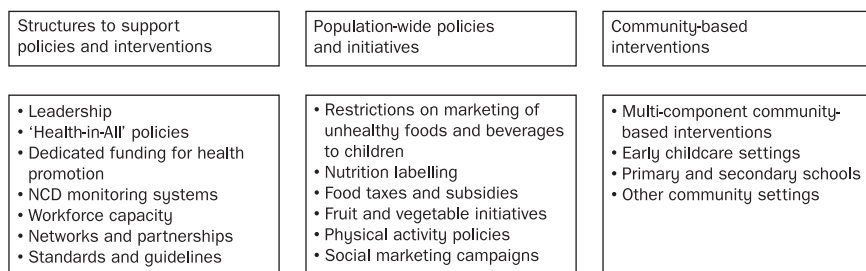 Structures to support
policies and interventions
Population-wide policies
and initiatives
Community-based
interventions
• Leadership
• ‘Health-in-All’ policies
• Dedicated funding for health
promotion
• NCD monitoring systems
• Workforce capacity
• Networks and partnerships
• Standards and guidelines
• Restrictions on marketing of
unhealthy foods and beverages
to children
• Nutrition labelling
• Food taxes and subsidies
• Fruit and vegetable initiatives
• Physical activity policies
• Social marketing campaigns
• Multi-component community-
based interventions
• Early childcare settings
• Primary and secondary schools
• Other community settings